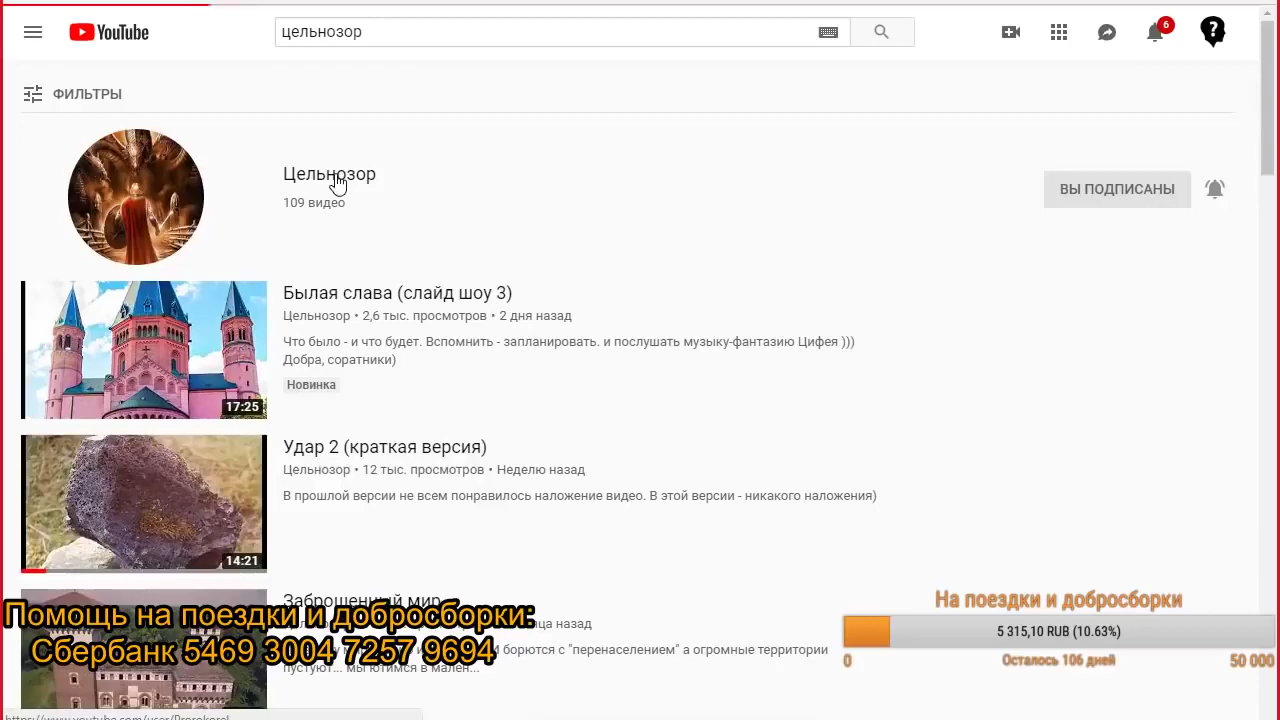 YouTube
цельнозор
6
?
ФИЛЬТРЫ
Цельнозор
109 видео
ВЫ ПОДПИСАНЫ
Былая слава (слайд шоу 3)
Цельнозор • 2,6 тыс. просмотров • 2 дня назад
Что было - и что будет. Вспомнить - запланировать. и послушать музыку-фантазию Цифея )))
Добра, соратники)
Новинка
17:25
Удар 2 (краткая версия)
Цельнозор • 12 тыс. просмотров • Неделю назад
В прошлой версии не всем понравилось наложение видео. В этой версии - никакого наложения)
14:21
Заброшенный мир
назад
Помощь на поездки и добросборки:
Сбербанк 5469 3004 7257 9694
борются с "перенаселением" а огромные территории
пустуют... мы ютимся в мален...
На поездки и добросборки
5 315,10 RUB (10.63%)
0
Осталось 106 дней
50 000